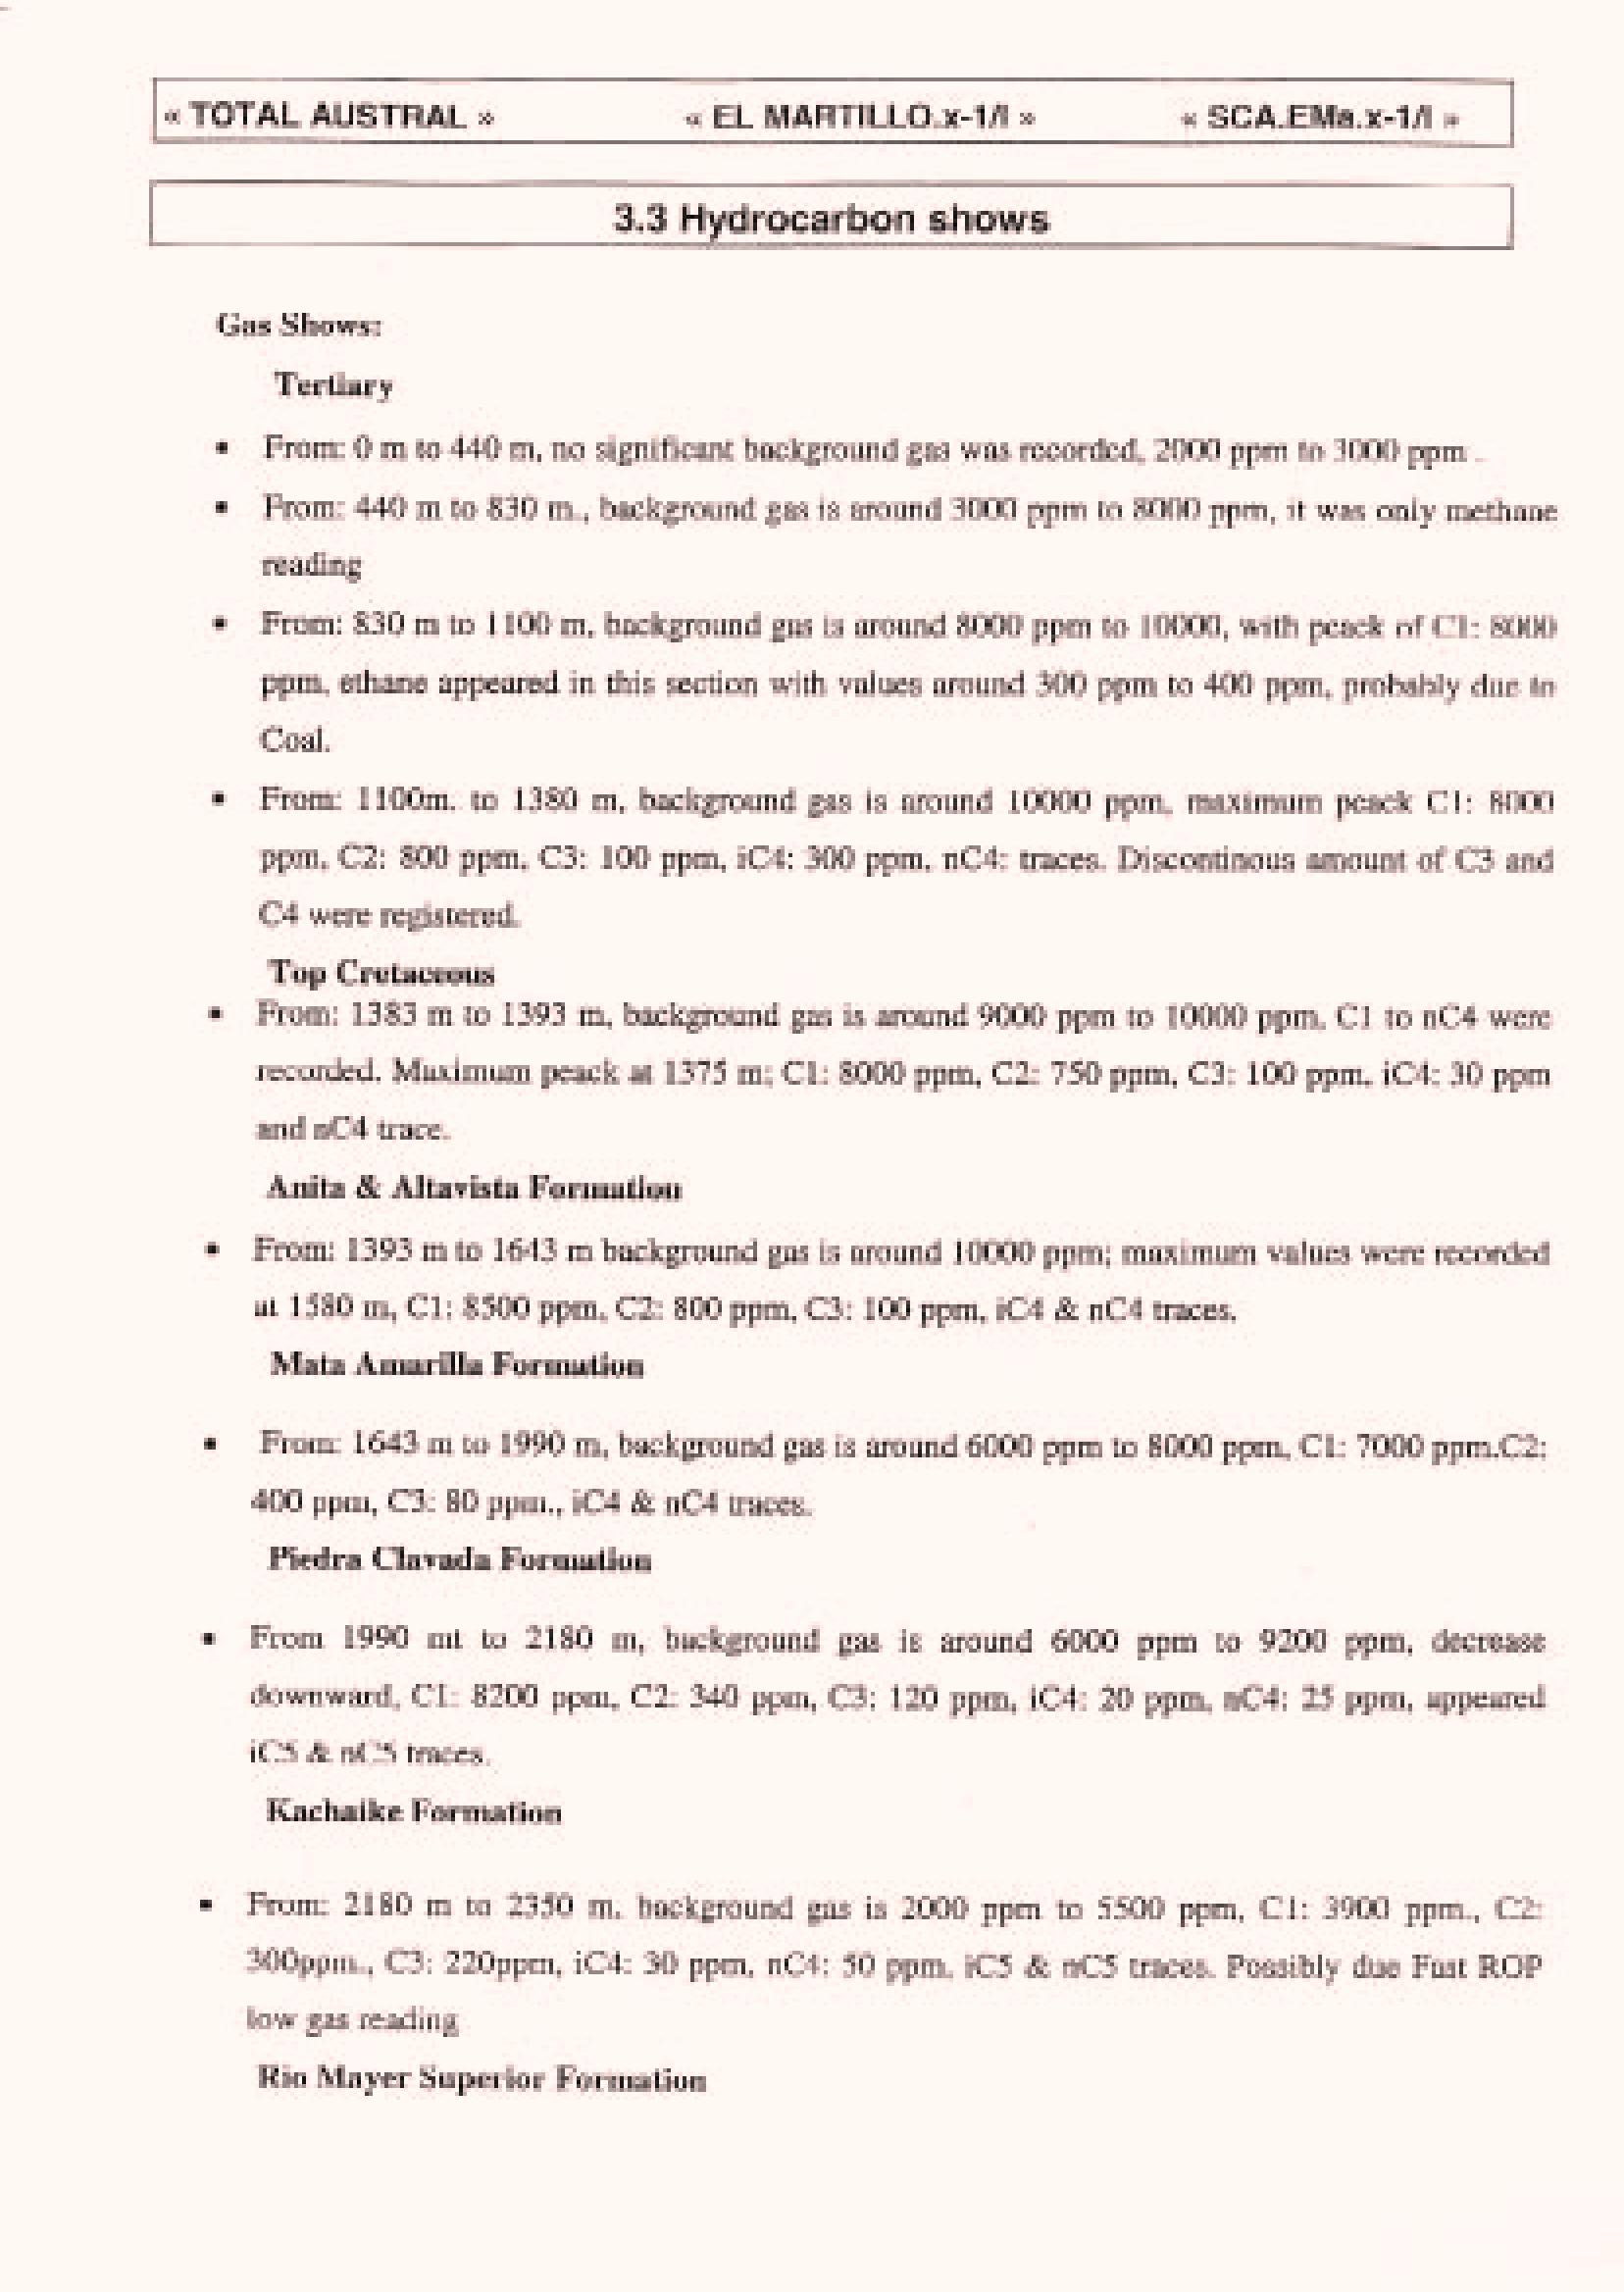 « TOTAL AUSTRAL » « EL MARTILLO.x-1/I » « SCA.EMa.x-1/I »
3.3 Hydrocarbon shows
Gas Shows:
Tertiary
• From: 0 m to 440 m, no significant background gas was recorded, 2000 ppm to 3000 ppm .
• From: 440 m to 830 m., background gas is around 3000 ppm to 8000 ppm, it was only methane
reading
• From: 830 m to 1100 m, background gas is around 8000 ppm to 10000, with peack of C1: 8000
ppm, ethane appeared in this section with values around 300 ppm to 400 ppm, probably due to
Coal.
• From: 1100m. to 1380 m, background gas is around 10000 ppm, maximum peack C1: 8000
ppm, C2: 800 ppm, C3: 100 ppm, iC4: 300 ppm, nC4: traces. Discontinous amount of C3 and
C4 were registered.
Top Cretaceous
• From: 1383 m to 1393 m, background gas is around 9000 ppm to 10000 ppm, C1 to nC4 were
recorded. Maximum peack at 1375 m; C1: 8000 ppm, C2: 750 ppm, C3: 100 ppm, iC4: 30 ppm
and nC4 trace.
Anita & Altavista Formation
• From: 1393 m to 1643 m background gas is around 10000 ppm; maximum values were recorded
at 1580 m, C1: 8500 ppm, C2: 800 ppm, C3: 100 ppm, iC4 & nC4 traces.
Mata Amarilla Formation
• From: 1643 m to 1990 m, background gas is around 6000 ppm to 8000 ppm, C1: 7000 ppm.C2:
400 ppm, C3: 80 ppm., iC4 & nC4 traces.
Piedra Clavada Formation
• From 1990 mt to 2180 m, background gas is around 6000 ppm to 9200 ppm, decrease
downward, C1: 8200 ppm, C2: 340 ppm, C3: 120 ppm, iC4: 20 ppm, nC4: 25 ppm, appeared
iC5 & nC5 traces.
Kachaike Formation
• From: 2180 m to 2350 m. background gas is 2000 ppm to 5500 ppm, C1: 3900 ppm., C2:
300ppm., C3: 220ppm, iC4: 30 ppm, nC4: 50 ppm, iC5 & nC5 traces. Possibly due Fast ROP
low gas reading
Rio Mayer Superior Formation